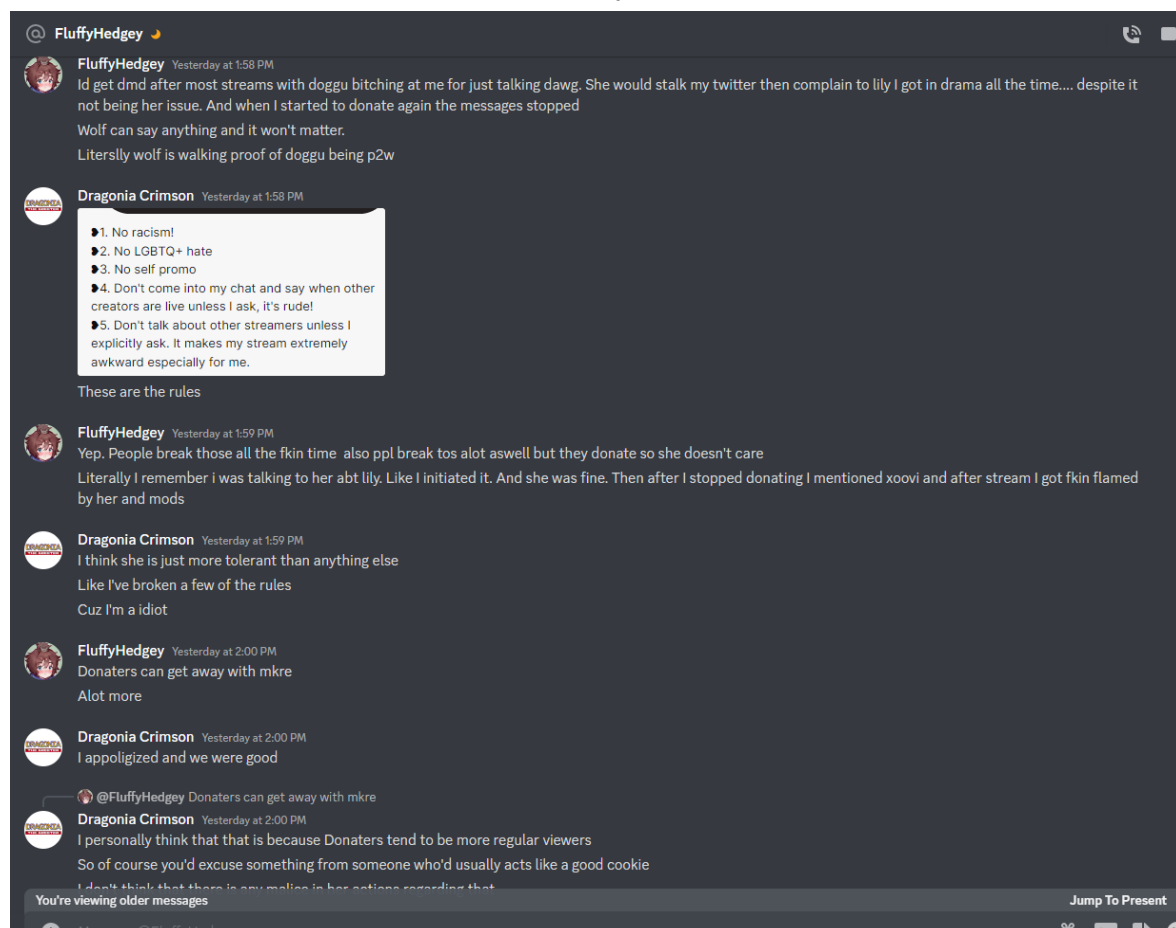 FluffyHedgey
FluffyHedgey Yesterday at 1:58 PM
Id get dmd after most streams with doggu bitching at me for just talking dawg. She would stalk my twitter then complain to lily I got in drama all the time.... despite it
not being her issue. And when I started to donate again the messages stopped
Wolf can say anything and it won't matter.
Literslly wolf is walking proof of doggu being p2w
Dragonia Crimson Yesterday at 1:58 PM
❥1. No racism!
❥2. No LGBTQ+ hate
❥3. No self promo
❥4. Don't come into my chat and say when other
creators are live unless I ask, it's rude!
❥5. Don't talk about other streamers unless I
explicitly ask. It makes my stream extremely
awkward especially for me.
These are the rules
FluffyHedgey Yesterday at 1:59 PM
Yep. People break those all the fkin time also ppl break tos alot aswell but they donate so she doesn't care
Literally I remember i was talking to her abt lily. Like I initiated it. And she was fine. Then after I stopped donating I mentioned xoovi and after stream I got fkin flamed
by her and mods
Dragonia Crimson Yesterday at 1:59 PM
I think she is just more tolerant than anything else
Like I've broken a few of the rules
Cuz I'm a idiot
FluffyHedgey Yesterday at 2:00 PM
Donaters can get away with mkre
Alot more
Dragonia Crimson Yesterday at 2:00 PM
I appoligized and we were good
@FluffyHedgey Donaters can get away with mkre
Dragonia Crimson Yesterday at 2:00 PM
I personally think that that is because Donaters tend to be more regular viewers
So of course you'd excuse something from someone who'd usually acts like a good cookie
I don't think that there is any malice in her actions regarding that
You're viewing older messages Jump To Present